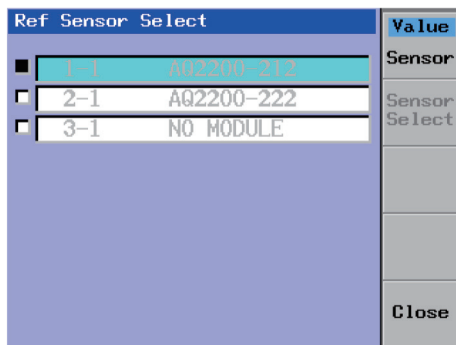 Ref Sensor Select
1-1 AQ2200-212
2-1 AQ2200-222
3-1 NO MODULE
Value
Sensor
Sensor
Select
Close